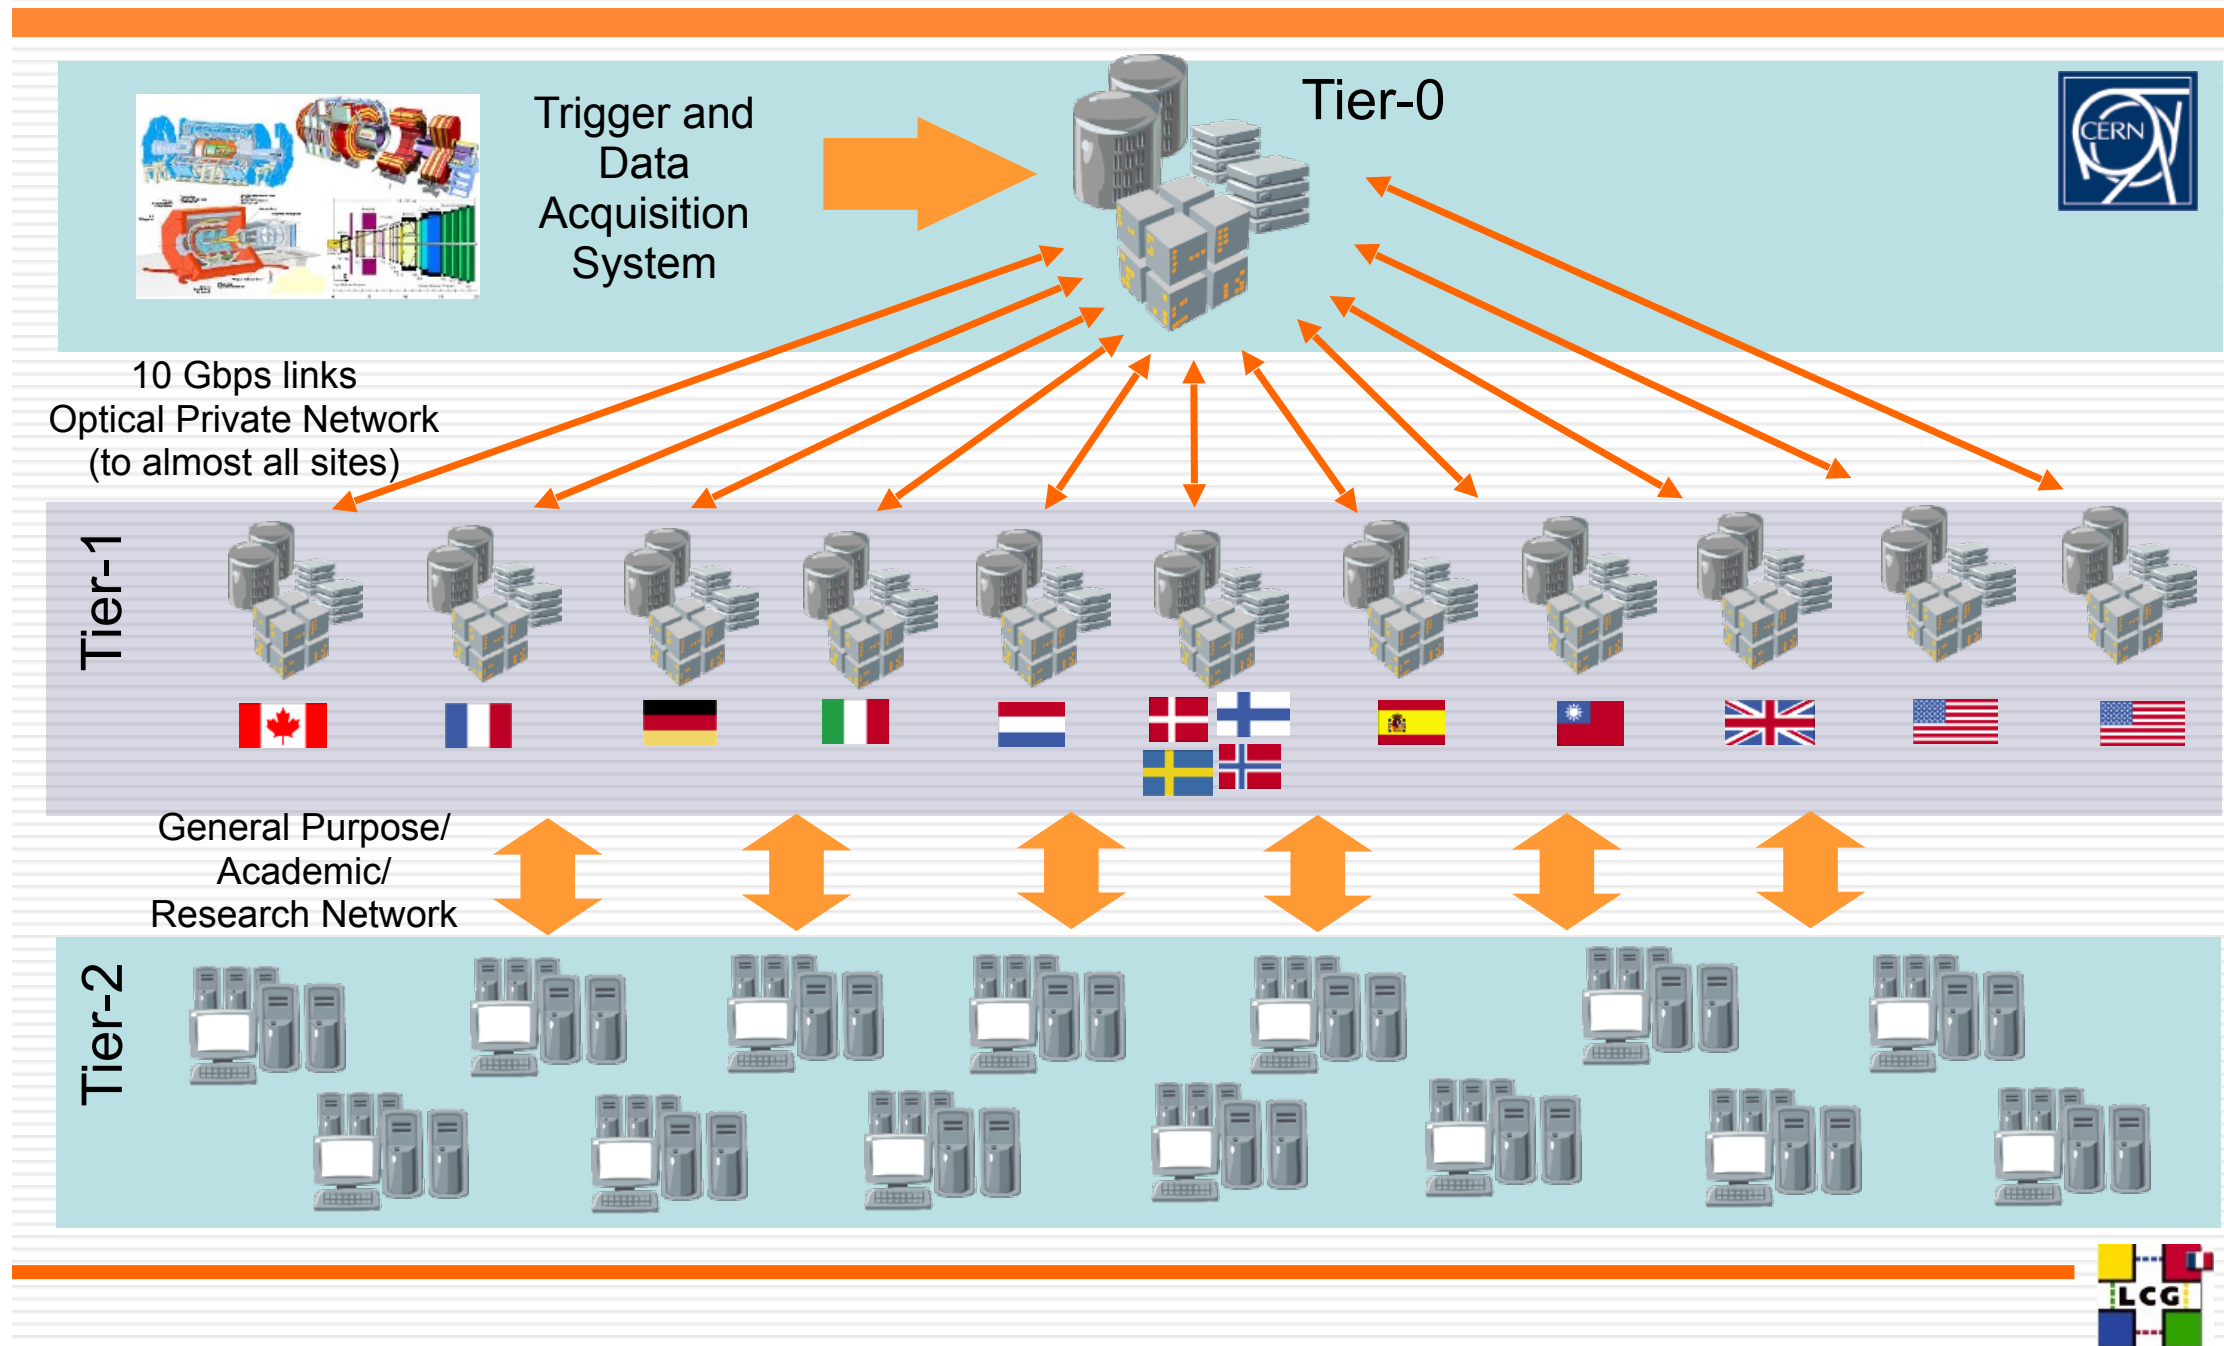 Trigger and
Data
Acquisition
System
Tier-0
CERN
10 Gbps links
Optical Private Network
(to almost all sites)
Tier-1
General Purpose/
Academic/
Research Network
Tier-2
LCG